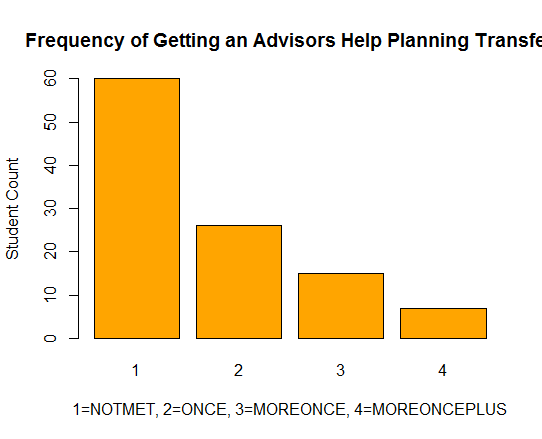 Frequency of Getting an Advisors Help Planning Transfe
Student Count
60
50
40
30
20
10
0
1 2 3 4
1=NOTMET, 2=ONCE, 3=MOREONCE, 4=MOREONCEPLUS